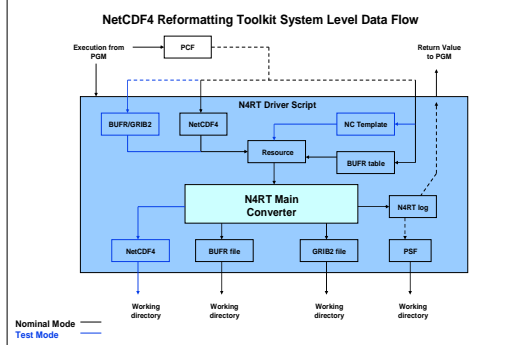 NetCDF4 Reformatting Toolkit System Level Data Flow
Execution from
PGM
PCF
Return Value
to PGM
N4RT Driver Script
BUFR/GRIB2
NetCDF4
NC Template
Resource
BUFR table
N4RT Main
Converter
N4RT log
NetCDF4
BUFR file
GRIB2 file
PSF
Working
directory
Working
directory
Working
directory
Working
directory
Nominal Mode
Test Mode